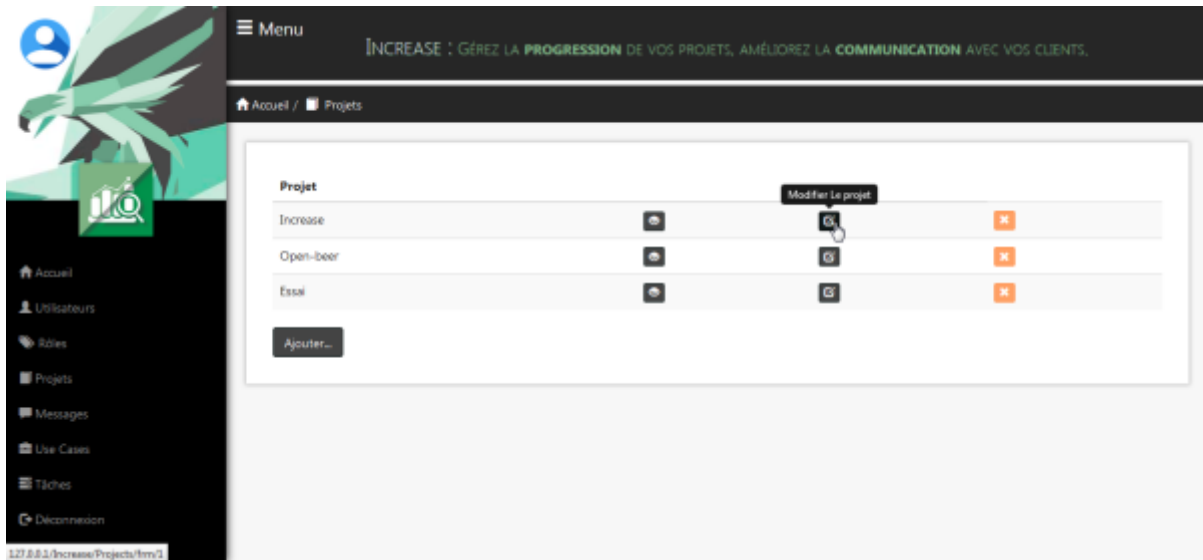 Menu
INCREASE : GÉREZ LA PROGRESSION DE VOS PROJETS, AMÉLIOREZ LA COMMUNICATION AVEC VOS CLIENTS.
Accueil / Projets
Projet
Modifier Le projet
Increase
Open-beer
Essai
Ajouter...
Accueil
Utilisateurs
Rôles
Projets
Messages
Use Cases
Tâches
Déconnexion
127.0.0.1/Increase/Projects/frm/1